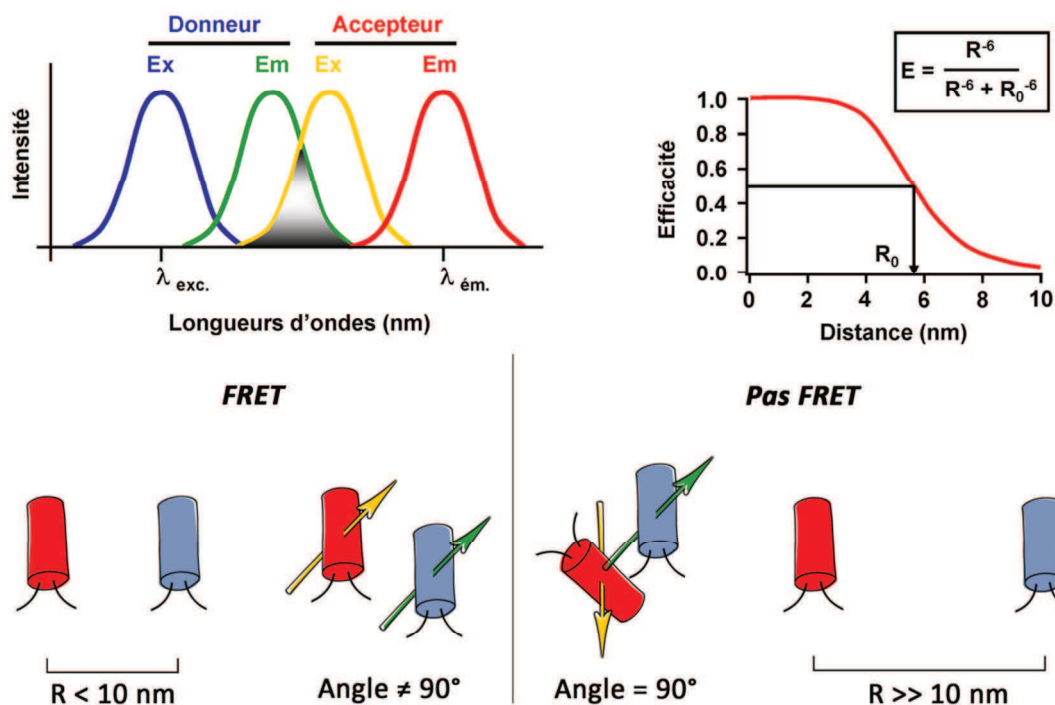 Donneur Accepteur
Ex Em Ex Em
Intensité
λ exc. λ ém.
Longueurs d'ondes (nm)
E = R⁻⁶ / (R⁻⁶ + R₀⁻⁶)
Efficacité
1.0
0.8
0.6
0.4
0.2
0.0
R₀
0 2 4 6 8 10
Distance (nm)
FRET
Pas FRET
R < 10 nm
Angle ≠ 90°
Angle = 90°
R >> 10 nm